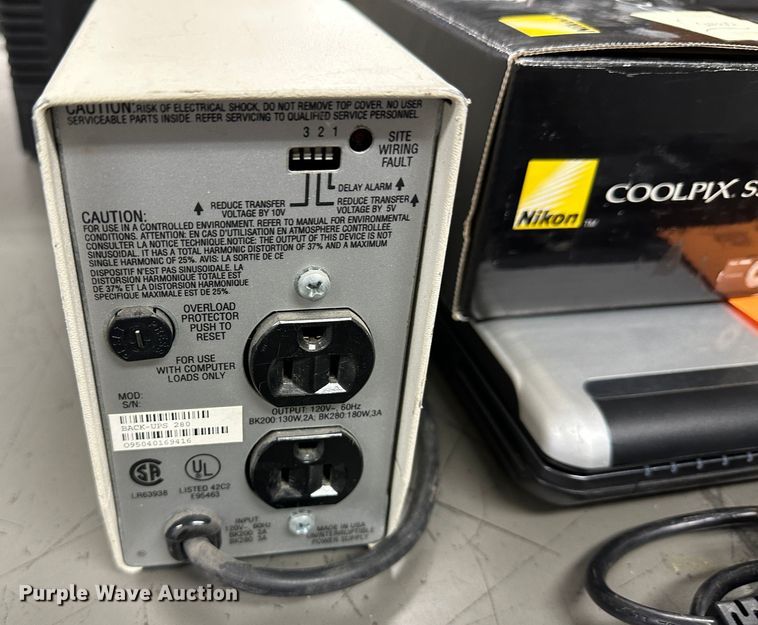 CAUTION: RISK OF ELECTRICAL SHOCK, DO NOT REMOVE TOP COVER. NO USER
SERVICEABLE PARTS INSIDE. REFER SERVICING TO QUALIFIED SERVICE PERSONNEL
3 2 1
SITE
WIRING
FAULT
DELAY ALARM
REDUCE TRANSFER
VOLTAGE BY 10V
REDUCE TRANSFER
VOLTAGE BY 5V
CAUTION:
FOR USE IN A CONTROLLED ENVIRONMENT. REFER TO MANUAL FOR ENVIRONMENTAL
CONDITIONS. ATTENTION: EN CAS D'UTILISATION EN ATMOSPHERE CONTROLLEE
CONSULTER LA NOTICE TECHNIQUE.NOTICE: THE OUTPUT OF THIS DEVICE IS NOT
SINUSOIDAL. IT HAS A TOTAL HARMONIC DISTORTION OF 37% AND A MAXIMUM
SINGLE HARMONIC OF 25%. AVIS: LA SORTIE DE CE
DISPOSITIF N'EST PAS SINUSOIDALE. LA
DISTORSION HARMONIQUE TOTALE EST
DE 37% ET LA DISTORSION HARMONIQUE
SPECIFIQUE MAXIMALE EST DE 25%.
OVERLOAD
PROTECTOR
PUSH TO
RESET
FOR USE
WITH COMPUTER
LOADS ONLY
MOD:
S/N:
BACK-UPS 280
O95040169416
OUTPUT: 120V~, 60Hz
BK200:130W,2A; BK280:180W,3A
LR63938
UL
LISTED 42C2
E95463
INPUT:
120V~, 60HZ
BK200 2A
BK280 3A
MADE IN USA
UNINTERRUPTIBLE
POWER SUPPLY
Nikon
Nikon™
COOLPIX
Purple Wave Auction